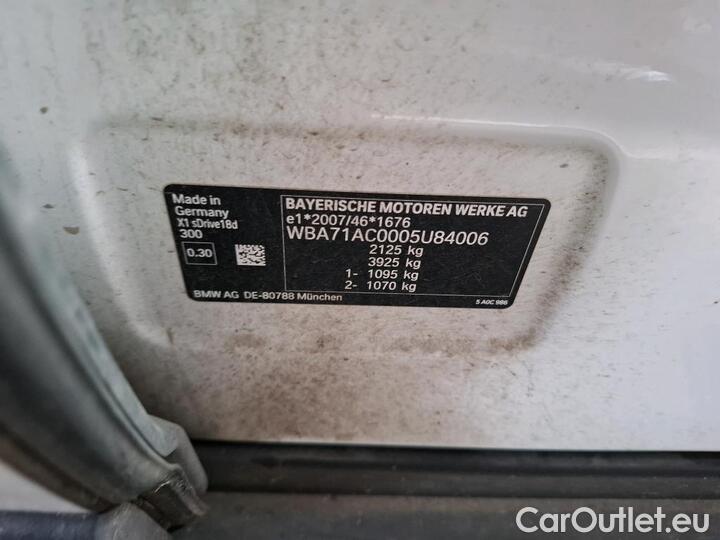 Made in
Germany
X1 sDrive18d
300
0.30
BAYERISCHE MOTOREN WERKE AG
e1*2007/46*1676
WBA71AC0005U84006
2125 kg
3925 kg
1- 1095 kg
2- 1070 kg
BMW AG DE-80788 München
5 A0C 986
CarOutlet.eu